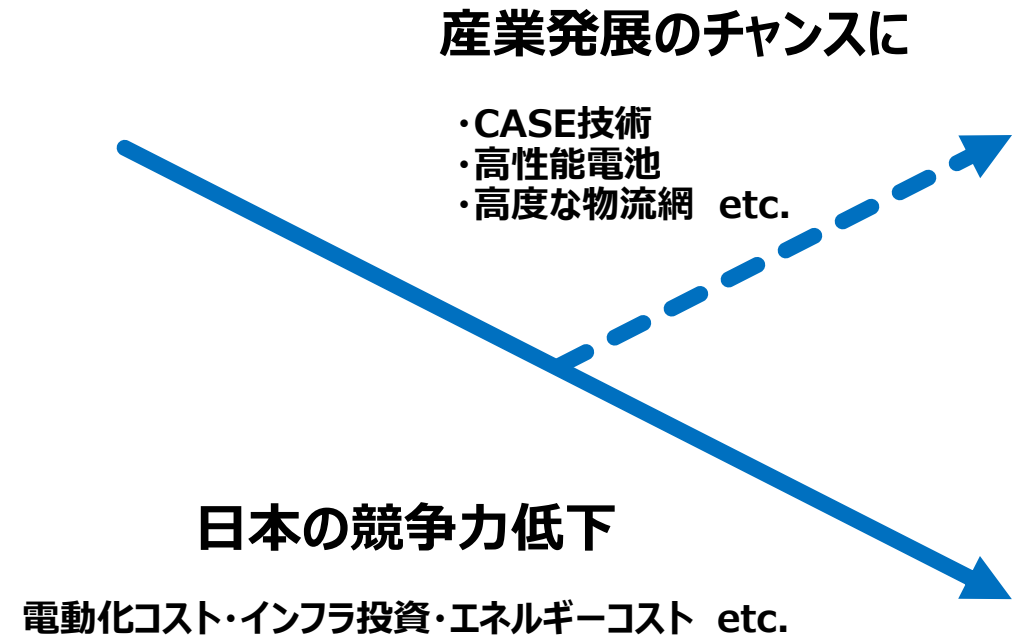 産業発展のチャンスに
・CASE技術
・高性能電池
・高度な物流網 etc.
日本の競争力低下
電動化コスト・インフラ投資・エネルギーコスト etc.